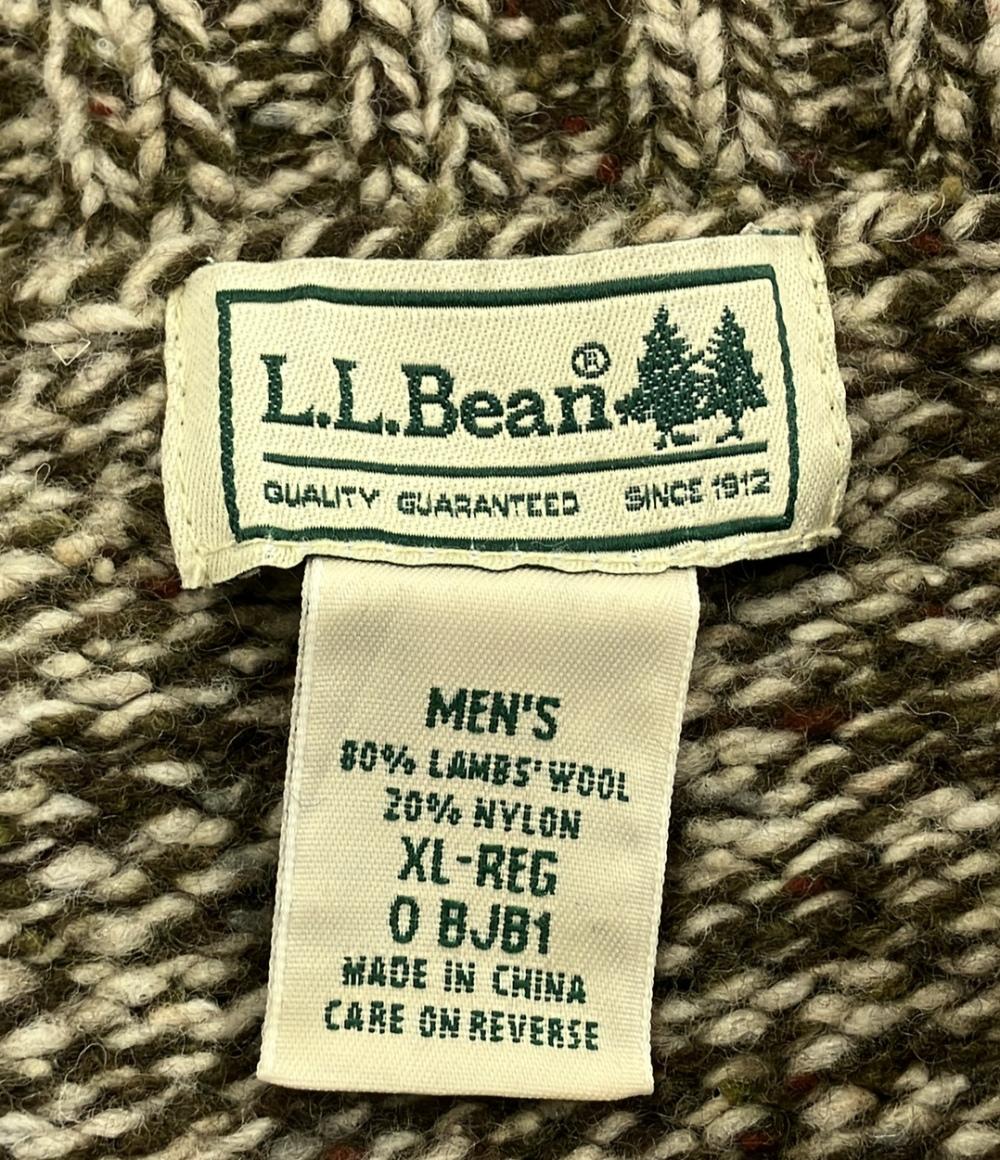 L.L.Bean®
QUALITY GUARANTEED SINCE 1912
MEN'S
80% LAMBS' WOOL
20% NYLON
XL-REG
0 BJB1
MADE IN CHINA
CARE ON REVERSE